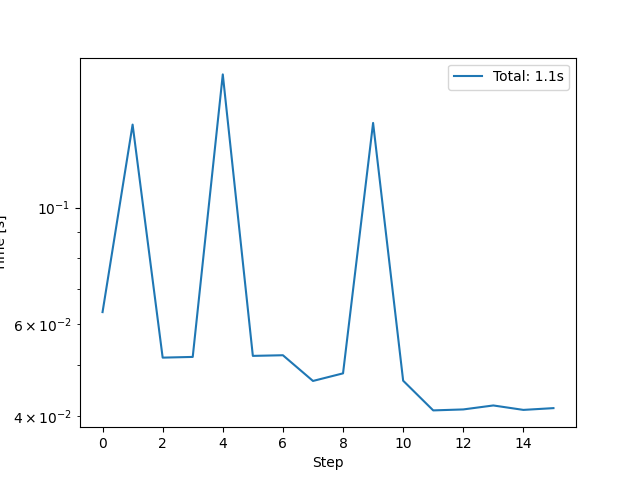 Total: 1.1s
Time [s]
10⁻¹
6 × 10⁻²
4 × 10⁻²
0 2 4 6 8 10 12 14
Step